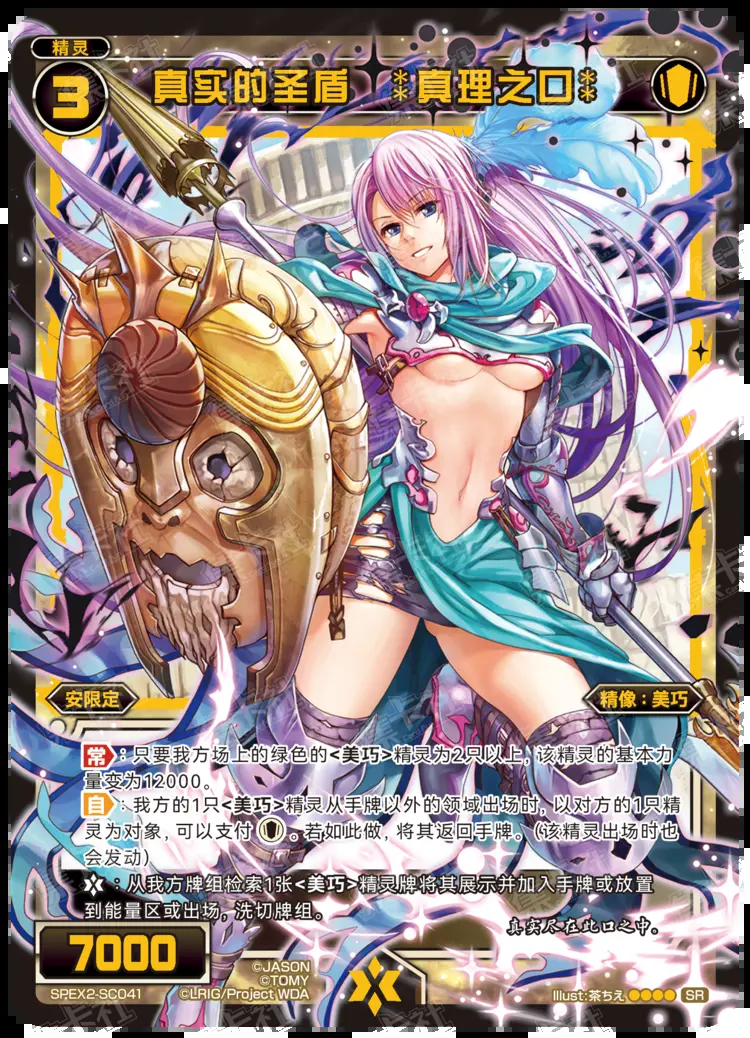 精灵
3 真实的圣盾 ⁑真理之口⁑
安限定 精像：美巧
常：只要我方场上的绿色的<美巧>精灵为2只以上，该精灵的基本力
量变为12000。
自：我方的1只<美巧>精灵从手牌以外的领域出场时，以对方的1只精
灵为对象，可以支付 。若如此做，将其返回手牌。（该精灵出场时也
会发动）
：从我方牌组检索1张<美巧>精灵牌将其展示并加入手牌或放置
到能量区或出场，洗切牌组。
真实尽在此口之中。
7000
©JASON
©TOMY
SPEX2-SC041 ©LRIG/Project WDA Illust:茶ちえ SR